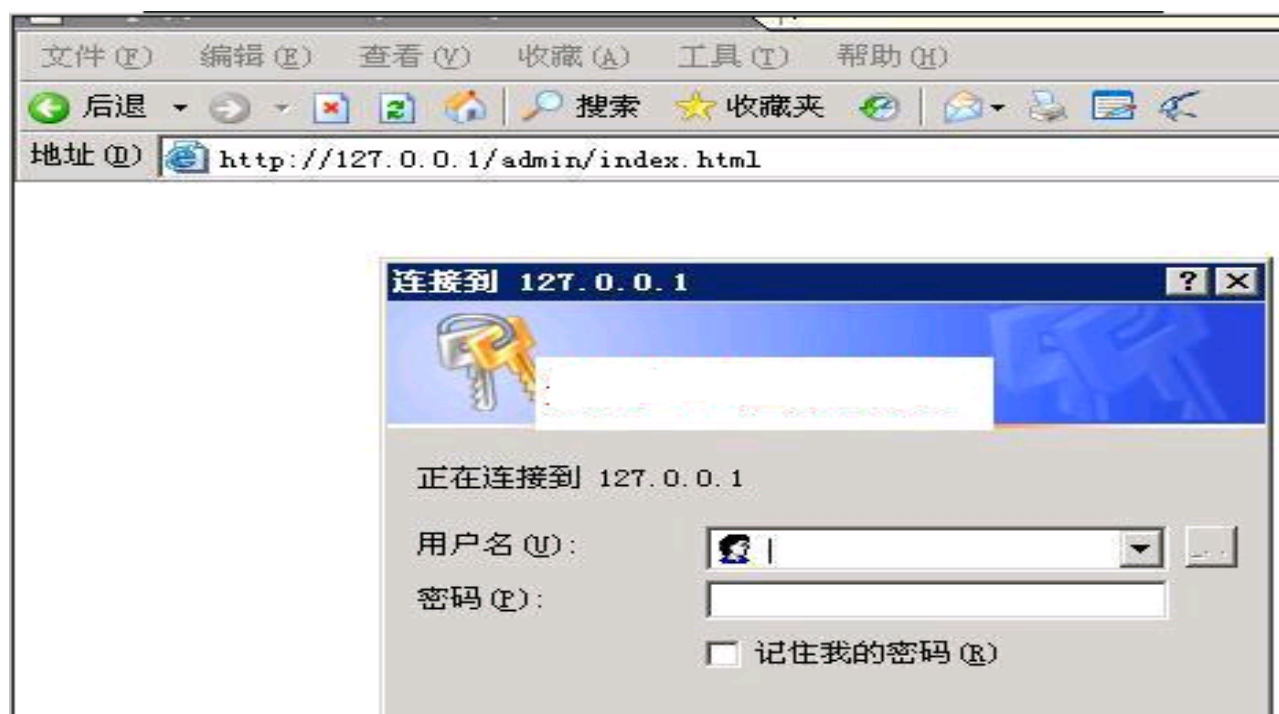 文件(F) 编辑(E) 查看(V) 收藏(A) 工具(T) 帮助(H)
后退 搜索 收藏夹
地址(D) http://127.0.0.1/admin/index.html
连接到 127.0.0.1
正在连接到 127.0.0.1
用户名(U):
密码(P):
记住我的密码(R)